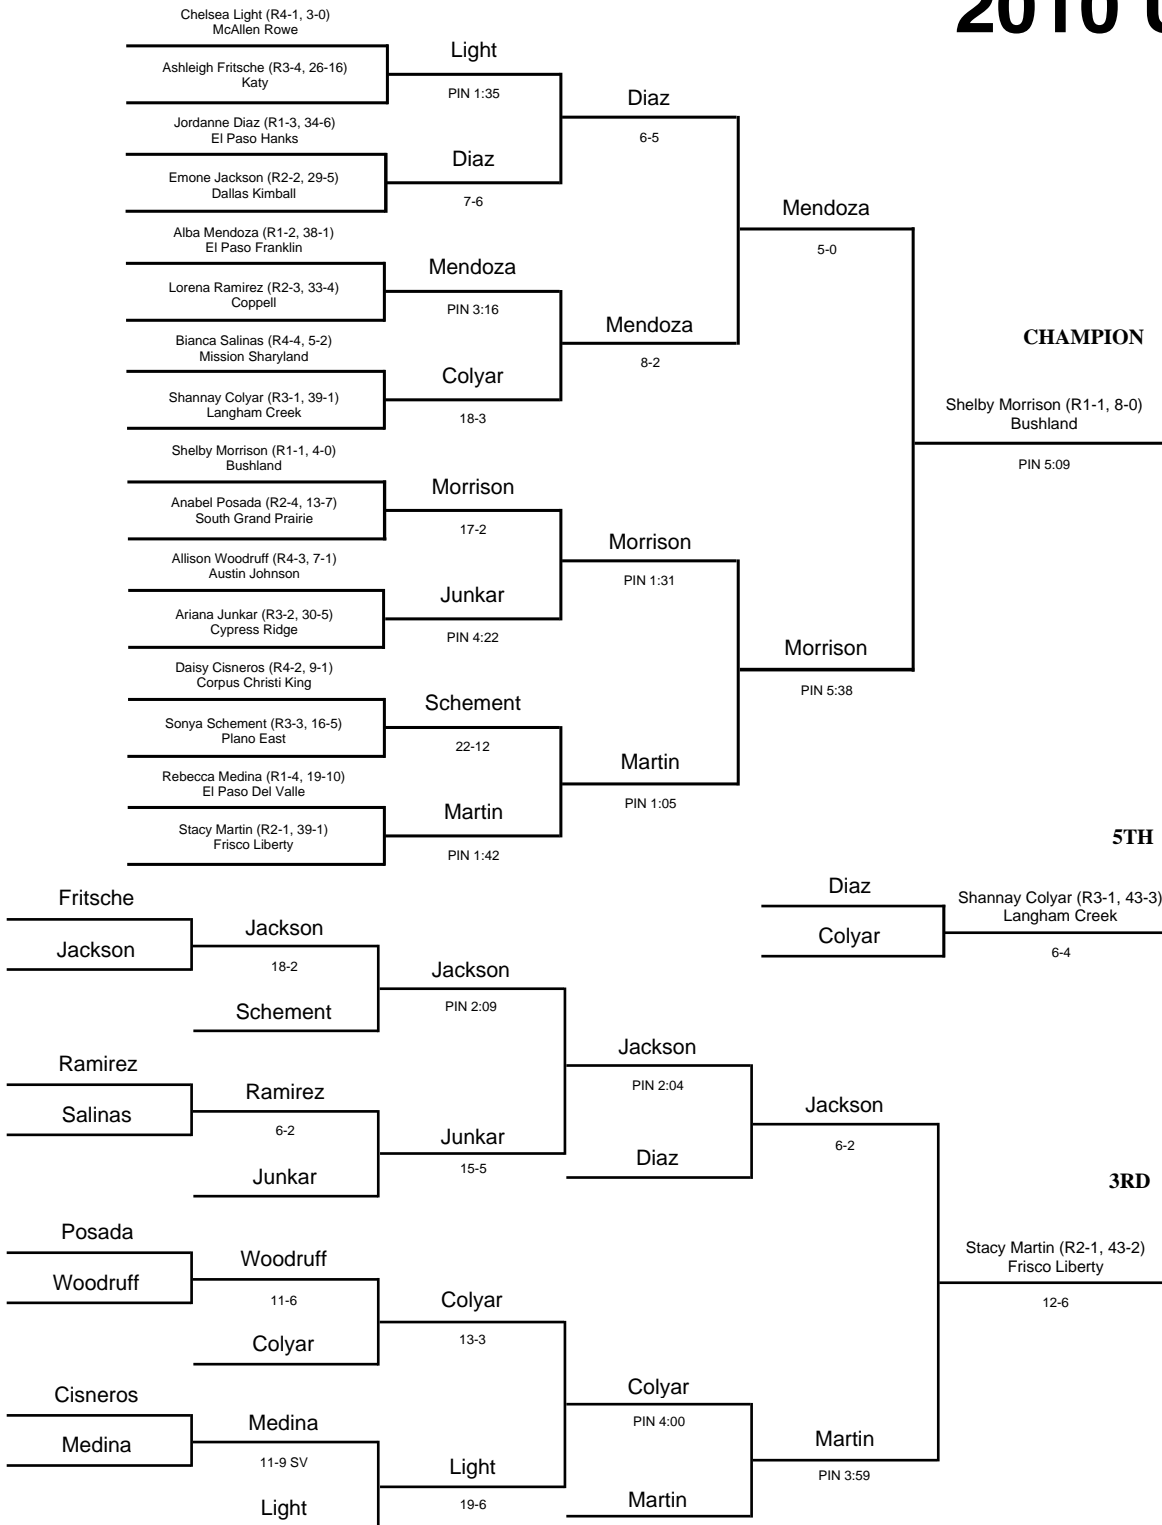 2010 U
Chelsea Light (R4-1, 3-0)
McAllen Rowe
Ashleigh Fritsche (R3-4, 26-16)
Katy
Jordanne Diaz (R1-3, 34-6)
El Paso Hanks
Emone Jackson (R2-2, 29-5)
Dallas Kimball
Alba Mendoza (R1-2, 38-1)
El Paso Franklin
Lorena Ramirez (R2-3, 33-4)
Coppell
Bianca Salinas (R4-4, 5-2)
Mission Sharyland
Shannay Colyar (R3-1, 39-1)
Langham Creek
Shelby Morrison (R1-1, 4-0)
Bushland
Anabel Posada (R2-4, 13-7)
South Grand Prairie
Allison Woodruff (R4-3, 7-1)
Austin Johnson
Ariana Junkar (R3-2, 30-5)
Cypress Ridge
Daisy Cisneros (R4-2, 9-1)
Corpus Christi King
Sonya Schement (R3-3, 16-5)
Plano East
Rebecca Medina (R1-4, 19-10)
El Paso Del Valle
Stacy Martin (R2-1, 39-1)
Frisco Liberty
Light
PIN 1:35
Diaz
7-6
Mendoza
PIN 3:16
Colyar
18-3
Morrison
17-2
Junkar
PIN 4:22
Schement
22-12
Martin
PIN 1:42
Diaz
6-5
Mendoza
8-2
Morrison
PIN 1:31
Martin
PIN 1:05
Mendoza
5-0
Morrison
PIN 5:38
CHAMPION
Shelby Morrison (R1-1, 8-0)
Bushland
PIN 5:09
5TH
Diaz
Colyar
Shannay Colyar (R3-1, 43-3)
Langham Creek
6-4
Fritsche
Jackson
Ramirez
Salinas
Posada
Woodruff
Cisneros
Medina
Jackson
18-2
Schement
Ramirez
6-2
Junkar
Woodruff
11-6
Colyar
Medina
11-9 SV
Light
Jackson
PIN 2:09
Junkar
15-5
Colyar
13-3
Light
19-6
Jackson
PIN 2:04
Diaz
Colyar
PIN 4:00
Martin
Jackson
6-2
Martin
PIN 3:59
3RD
Stacy Martin (R2-1, 43-2)
Frisco Liberty
12-6